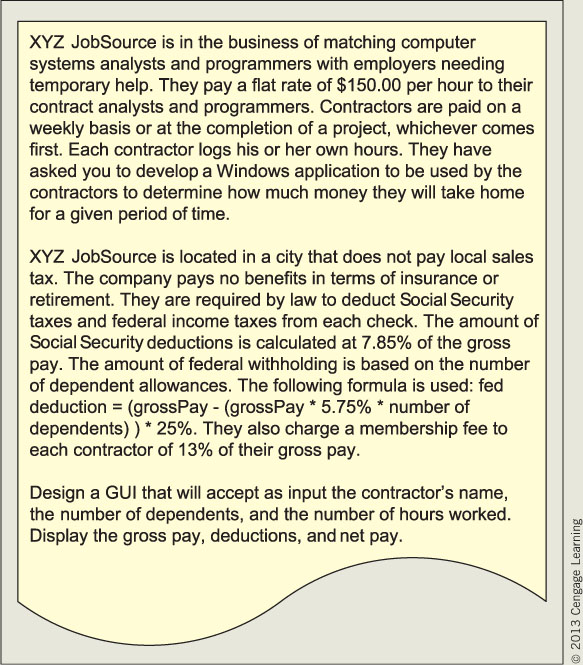 XYZ JobSource is in the business of matching computer
systems analysts and programmers with employers needing
temporary help. They pay a flat rate of $150.00 per hour to their
contract analysts and programmers. Contractors are paid on a
weekly basis or at the completion of a project, whichever comes
first. Each contractor logs his or her own hours. They have
asked you to develop a Windows application to be used by the
contractors to determine how much money they will take home
for a given period of time.
XYZ JobSource is located in a city that does not pay local sales
tax. The company pays no benefits in terms of insurance or
retirement. They are required by law to deduct Social Security
taxes and federal income taxes from each check. The amount of
Social Security deductions is calculated at 7.85% of the gross
pay. The amount of federal withholding is based on the number
of dependent allowances. The following formula is used: fed
deduction = (grossPay - (grossPay * 5.75% * number of
dependents) ) * 25%. They also charge a membership fee to
each contractor of 13% of their gross pay.
Design a GUI that will accept as input the contractor's name,
the number of dependents, and the number of hours worked.
Display the gross pay, deductions, and net pay.
© 2013 Cengage Learning